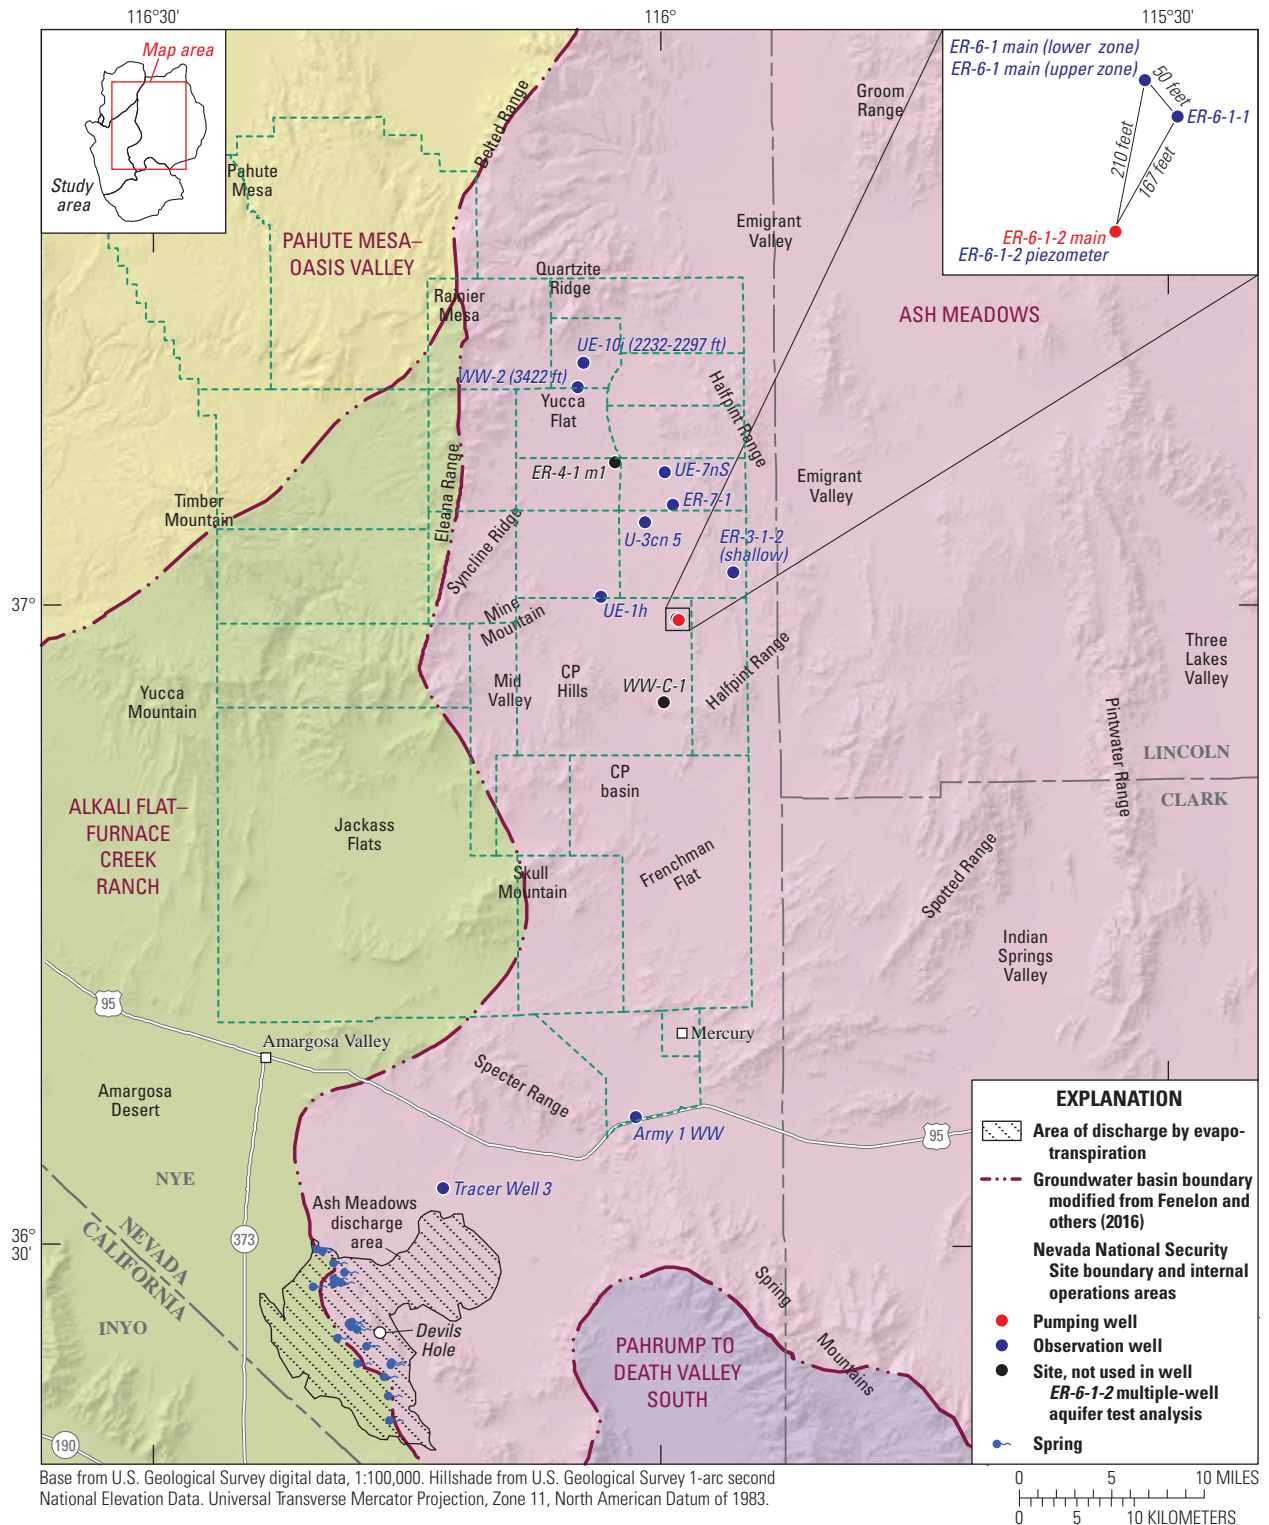 116°30'
116°
115°30'
Map area
Study
area
ER-6-1 main (lower zone)
ER-6-1 main (upper zone)
50 feet
ER-6-1-1
210 feet
167 feet
ER-6-1-2 main
ER-6-1-2 piezometer
Groom
Range
Belted Range
Pahute
Mesa
Emigrant
Valley
PAHUTE MESA–
OASIS VALLEY
Quartzite
Ridge
Rainier
Mesa
ASH MEADOWS
UE-10j (2232-2297 ft)
WW-2 (3422 ft)
Yucca
Flat
Halfpint Range
Eleana Range
ER-4-1 m1
UE-7nS
Emigrant
Valley
ER-7-1
Timber
Mountain
Syncline Ridge
U-3cn 5
ER-3-1-2
(shallow)
37°
UE-1h
Mine
Mountain
Halfpint Range
Three
Lakes
Valley
Mid
Valley
CP
Hills
WW-C-1
Yucca
Mountain
Pintwater Range
LINCOLN
CLARK
CP
basin
ALKALI FLAT–
FURNACE
CREEK
RANCH
Jackass
Flats
Frenchman
Flat
Skull
Mountain
Spotted Range
Indian
Springs
Valley
95
Mercury
Amargosa Valley
Specter Range
Amargosa
Desert
Army 1 WW
95
NYE
Tracer Well 3
Ash Meadows
discharge
area
NEVADA
CALIFORNIA
373
36°
30'
INYO
Devils
Hole
Spring
Mountains
PAHRUMP TO
DEATH VALLEY
SOUTH
190
EXPLANATION
Area of discharge by evapo-
transpiration
Groundwater basin boundary
modified from Fenelon and
others (2016)
Nevada National Security
Site boundary and internal
operations areas
Pumping well
Observation well
Site, not used in well
ER-6-1-2 multiple-well
aquifer test analysis
Spring
Base from U.S. Geological Survey digital data, 1:100,000. Hillshade from U.S. Geological Survey 1-arc second
National Elevation Data. Universal Transverse Mercator Projection, Zone 11, North American Datum of 1983.
0 5 10 MILES
0 5 10 KILOMETERS